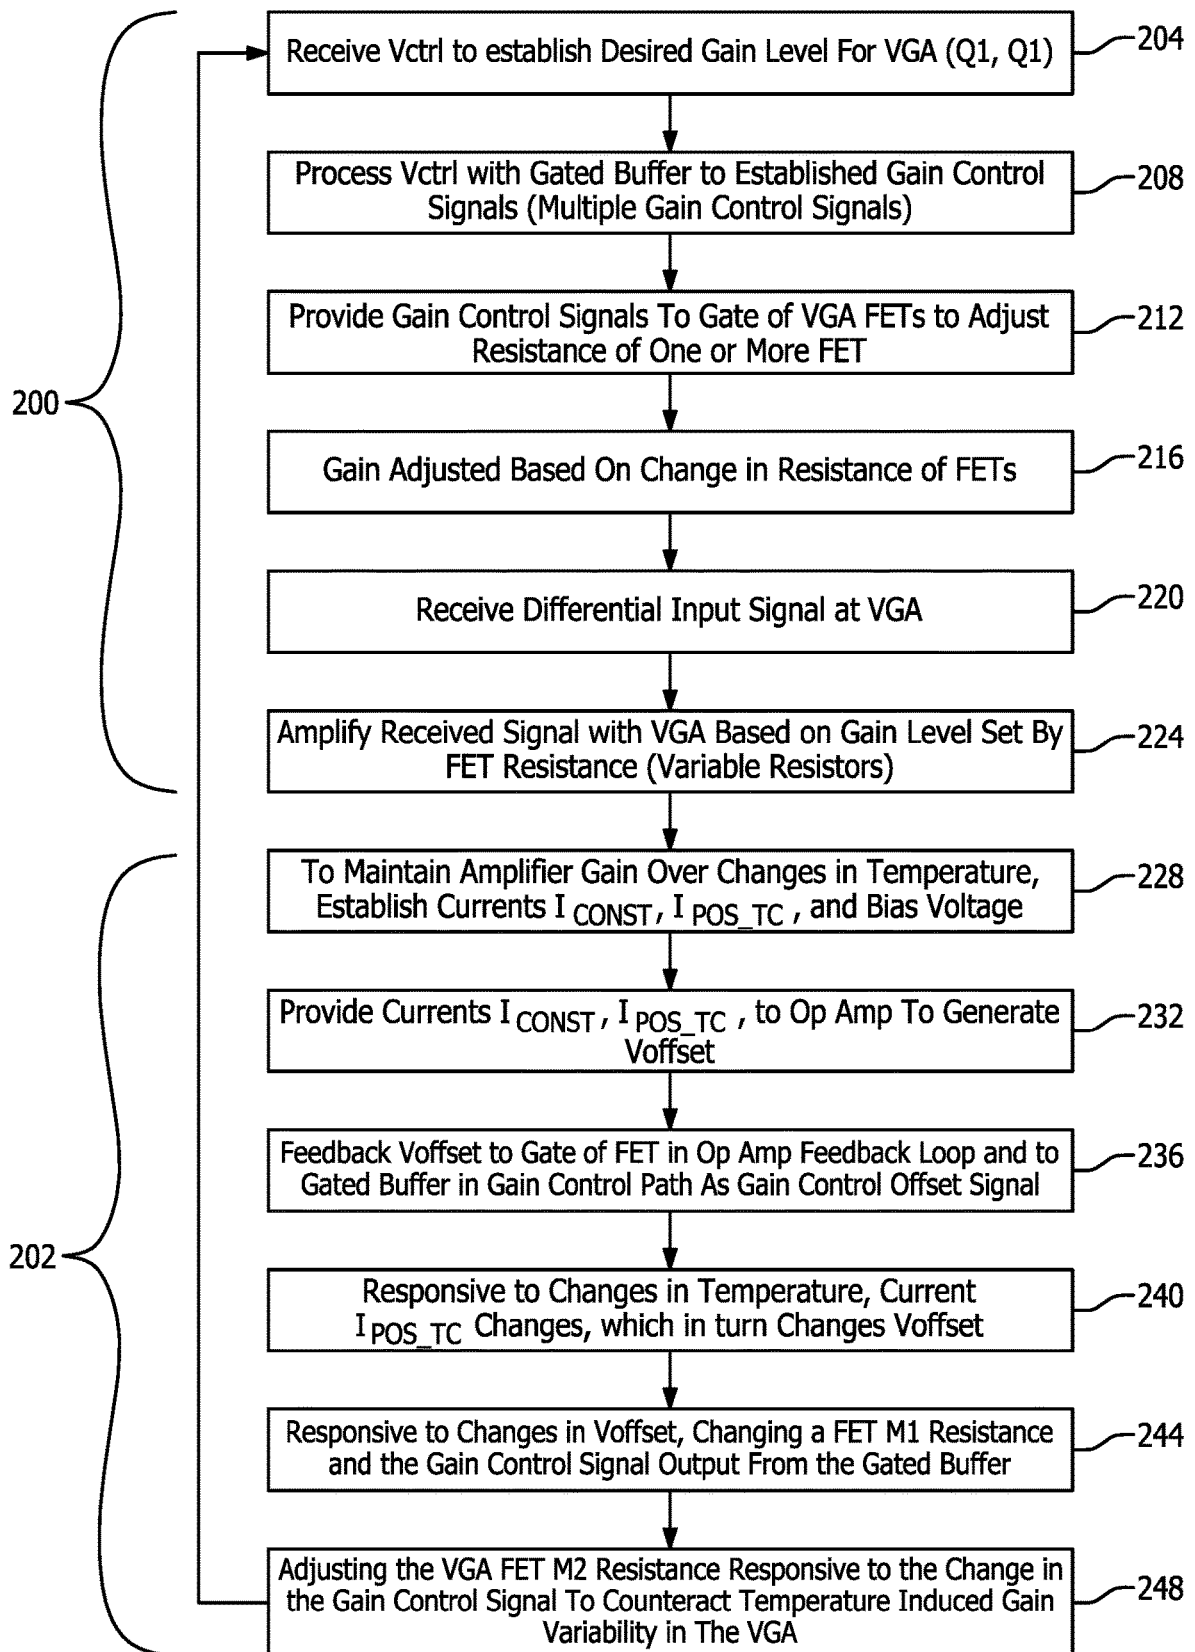 Receive Vctrl to establish Desired Gain Level For VGA (Q1, Q1)
204
Process Vctrl with Gated Buffer to Established Gain Control
Signals (Multiple Gain Control Signals)
208
Provide Gain Control Signals To Gate of VGA FETs to Adjust
Resistance of One or More FET
212
200
Gain Adjusted Based On Change in Resistance of FETs
216
Receive Differential Input Signal at VGA
220
Amplify Received Signal with VGA Based on Gain Level Set By
FET Resistance (Variable Resistors)
224
To Maintain Amplifier Gain Over Changes in Temperature,
Establish Currents I CONST, I POS_TC, and Bias Voltage
228
Provide Currents I CONST, I POS_TC, to Op Amp To Generate
Voffset
232
Feedback Voffset to Gate of FET in Op Amp Feedback Loop and to
Gated Buffer in Gain Control Path As Gain Control Offset Signal
236
202
Responsive to Changes in Temperature, Current
I POS_TC Changes, which in turn Changes Voffset
240
Responsive to Changes in Voffset, Changing a FET M1 Resistance
and the Gain Control Signal Output From the Gated Buffer
244
Adjusting the VGA FET M2 Resistance Responsive to the Change in
the Gain Control Signal To Counteract Temperature Induced Gain
Variability in The VGA
248